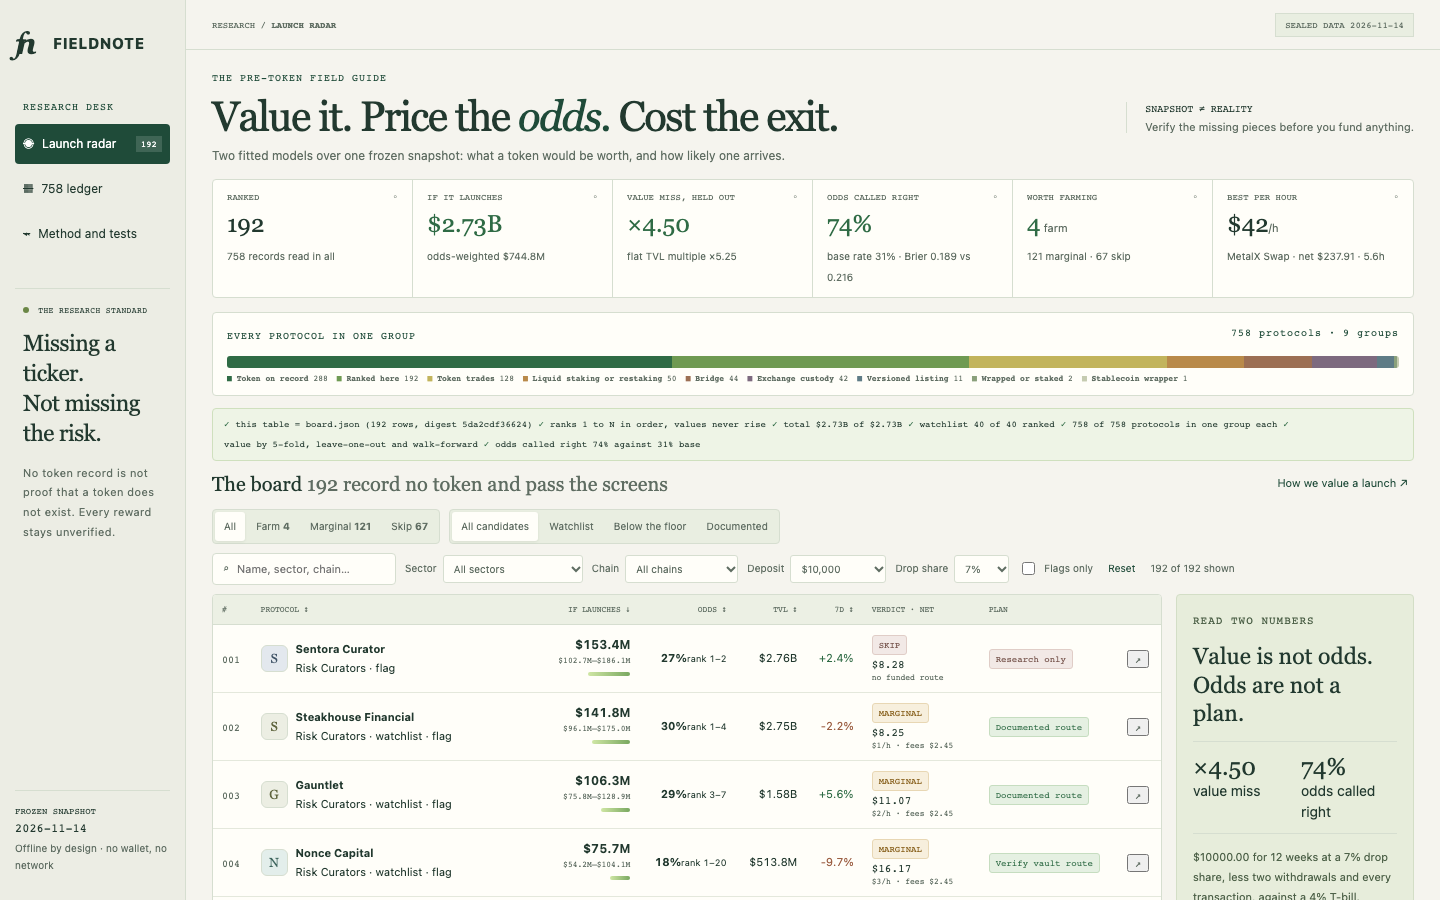 fn FIELDNOTE
RESEARCH DESK
Launch radar 192
758 ledger
Method and tests
THE RESEARCH STANDARD
Missing a
ticker.
Not missing
the risk.
No token record is not
proof that a token does
not exist. Every reward
stays unverified.
FROZEN SNAPSHOT
2026-11-14
Offline by design · no wallet, no
network
RESEARCH / LAUNCH RADAR
SEALED DATA 2026-11-14
THE PRE-TOKEN FIELD GUIDE
Value it. Price the odds. Cost the exit.
Two fitted models over one frozen snapshot: what a token would be worth, and how likely one arrives.
SNAPSHOT ≠ REALITY
Verify the missing pieces before you fund anything.
RANKED
192
758 records read in all
IF IT LAUNCHES
$2.73B
odds-weighted $744.8M
VALUE MISS, HELD OUT
×4.50
flat TVL multiple ×5.25
ODDS CALLED RIGHT
74%
base rate 31% · Brier 0.189 vs
0.216
WORTH FARMING
4 farm
121 marginal · 67 skip
BEST PER HOUR
$42/h
MetalX Swap · net $237.91 · 5.6h
EVERY PROTOCOL IN ONE GROUP
758 protocols · 9 groups
Token on record 288 Ranked here 192 Token trades 128 Liquid staking or restaking 50 Bridge 44 Exchange custody 42 Versioned listing 11 Wrapped or staked 2 Stablecoin wrapper 1
✓ this table = board.json (192 rows, digest 5da2cdf36624) ✓ ranks 1 to N in order, values never rise ✓ total $2.73B of $2.73B ✓ watchlist 40 of 40 ranked ✓ 758 of 758 protocols in one group each ✓
value by 5-fold, leave-one-out and walk-forward ✓ odds called right 74% against 31% base
The board 192 record no token and pass the screens
How we value a launch ↗
All Farm 4 Marginal 121 Skip 67 All candidates Watchlist Below the floor Documented
Name, sector, chain... Sector All sectors Chain All chains Deposit $10,000 Drop share 7% Flags only Reset 192 of 192 shown
# PROTOCOL ↕ IF LAUNCHES ↓ ODDS ↕ TVL ↕ 7D ↕ VERDICT · NET PLAN
001 S Sentora Curator
Risk Curators · flag
$153.4M
$102.7M–$186.1M
27% rank 1–2 $2.76B +2.4%
SKIP
$8.28
no funded route
Research only ↗
002 S Steakhouse Financial
Risk Curators · watchlist · flag
$141.8M
$96.1M–$175.0M
30% rank 1–4 $2.75B -2.2%
MARGINAL
$8.25
$1/h · fees $2.45
Documented route ↗
003 G Gauntlet
Risk Curators · watchlist · flag
$106.3M
$75.8M–$128.9M
29% rank 3–7 $1.58B +5.6%
MARGINAL
$11.07
$2/h · fees $2.45
Documented route ↗
004 N Nonce Capital
Risk Curators · watchlist · flag
$75.7M
$54.2M–$104.1M
18% rank 1–20 $513.8M -9.7%
MARGINAL
$16.17
$3/h · fees $2.45
Verify vault route ↗
READ TWO NUMBERS
Value is not odds.
Odds are not a
plan.
×4.50
value miss
74%
odds called
right
$10000.00 for 12 weeks at a 7% drop
share, less two withdrawals and every
transaction, against a 4% T-bill.